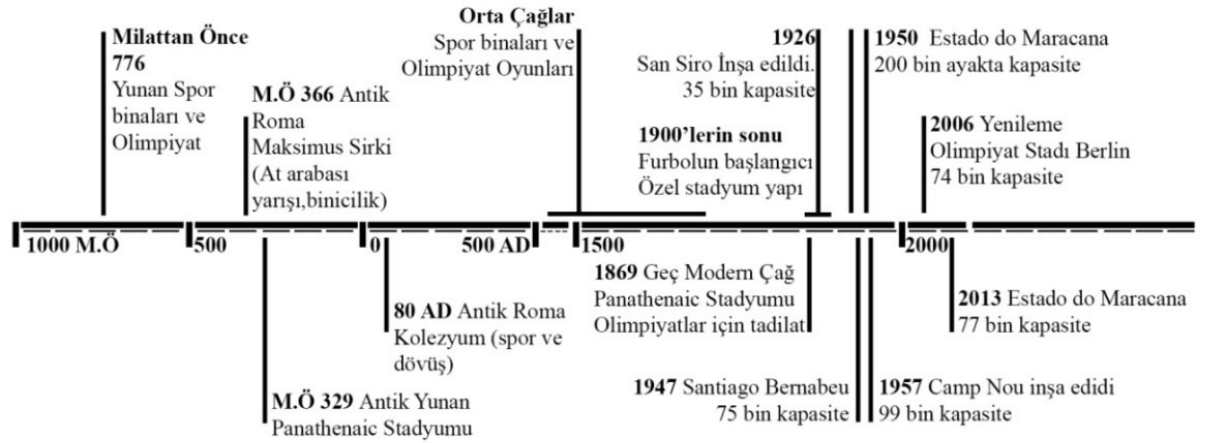 Milattan Önce
776
Yunan Spor
binaları ve
Olimpiyat
M.Ö 366 Antik
Roma
Maksimus Sirki
(At arabası
yarışı,binicilik)
Orta Çağlar
Spor binaları ve
Olimpiyat Oyunları
1926
San Siro İnşa edildi.
35 bin kapasite
1900'lerin sonu
Furbolun başlangıcı
Özel stadyum yapı
1950 Estado do Maracana
200 bin ayakta kapasite
2006 Yenileme
Olimpiyat Stadı Berlin
74 bin kapasite
1000 M.Ö
500
0
500 AD
1500
2000
80 AD Antik Roma
Kolezyum (spor ve
dövüş)
M.Ö 329 Antik Yunan
Panathenaic Stadyumu
1869 Geç Modern Çağ
Panathenaic Stadyumu
Olimpiyatlar için tadilat
1947 Santiago Bernabeu
75 bin kapasite
2013 Estado do Maracana
77 bin kapasite
1957 Camp Nou inşa edidi
99 bin kapasite